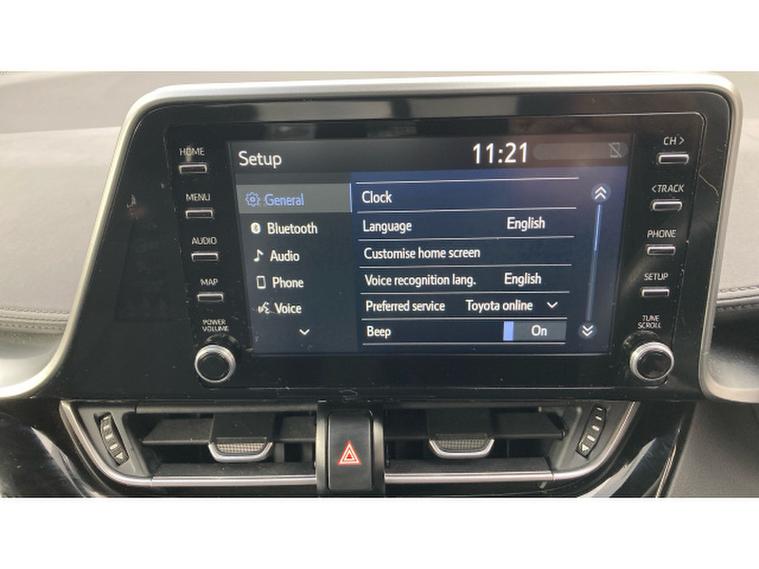 Setup 11:21
General
Bluetooth
Audio
Phone
Voice
Clock
Language English
Customise home screen
Voice recognition lang. English
Preferred service Toyota online
Beep On
HOME
MENU
AUDIO
MAP
POWER
VOLUME
CH >
< TRACK
PHONE
SETUP
TUNE
SCROLL